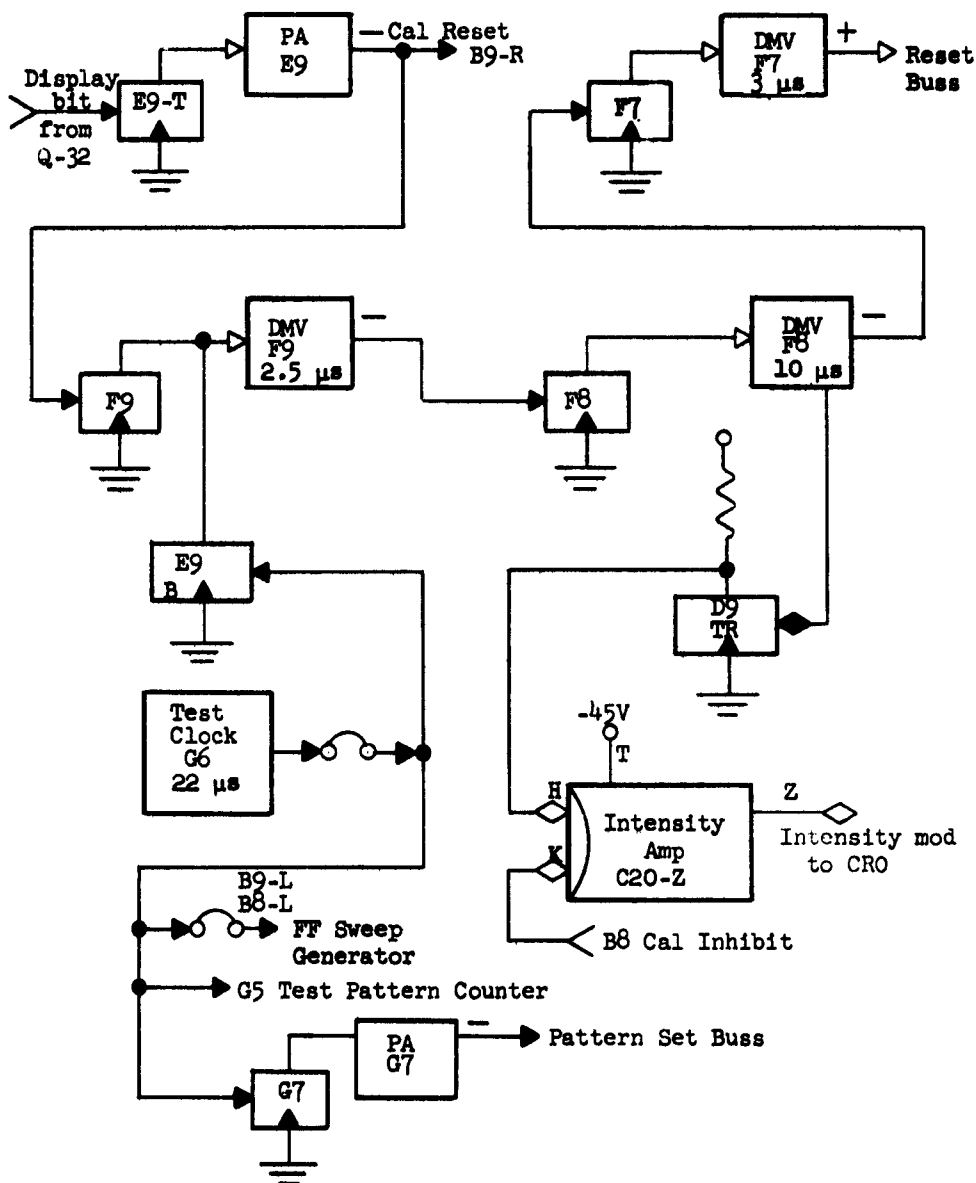 PA
E9
— Cal Reset
B9-R
Display
bit
from
Q-32
E9-T
DMV
F7
3 μs
+
Reset
Buss
F7
DMV
F9
2.5 μs
—
F9
DMV
F8
10 μs
—
F8
E9
B
D9
TR
Test
Clock
G6
22 μs
-45V
T
H
K
Intensity
Amp
C20-Z
Z
Intensity mod
to CRO
B8 Cal Inhibit
B9-L
B8-L
FF Sweep
Generator
G5 Test Pattern Counter
PA
G7
—
Pattern Set Buss
G7